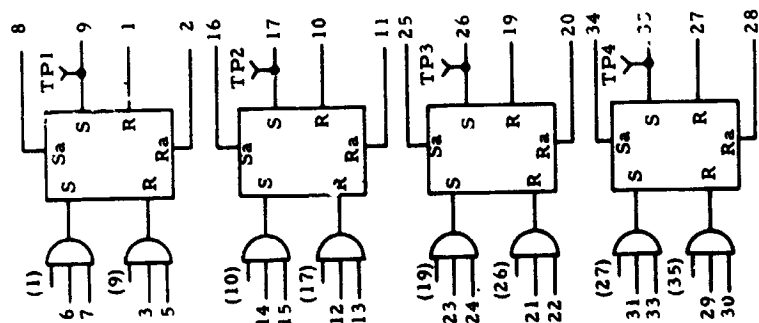 8 9 1 2 16 17 10 11 25 26 19 20 34 35 27 28
TP1 TP2 TP3 TP4
Sa S R Ra Sa S R Ra Sa S R Ra Sa S R Ra
S R S R S R S R
(1) (9) (10) (17) (19) (26) (27) (35)
6 7 3 5 14 15 12 13 23 24 21 22 31 33 29 30